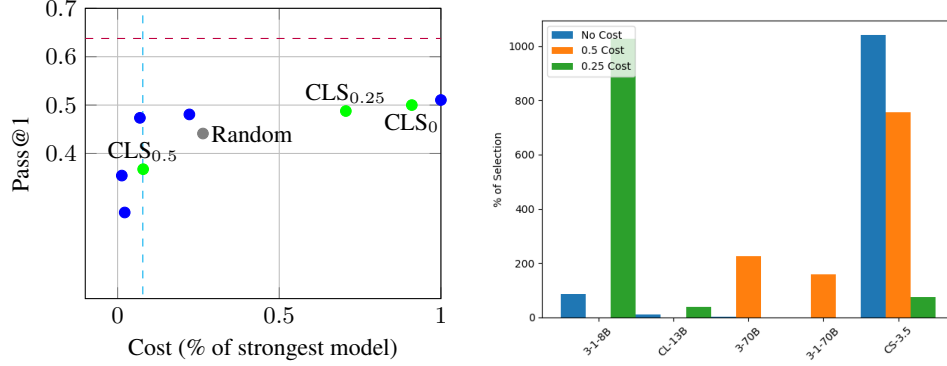 0.7
0.6
0.5
0.4
Pass@1
CLS0.25
CLS0
Random
CLS0.5
0
0.5
1
Cost (% of strongest model)
No Cost
0.5 Cost
0.25 Cost
1000
800
600
400
200
0
% of Selection
3-1-8B
CL-13B
3-70B
3-1-70B
CS-3.5